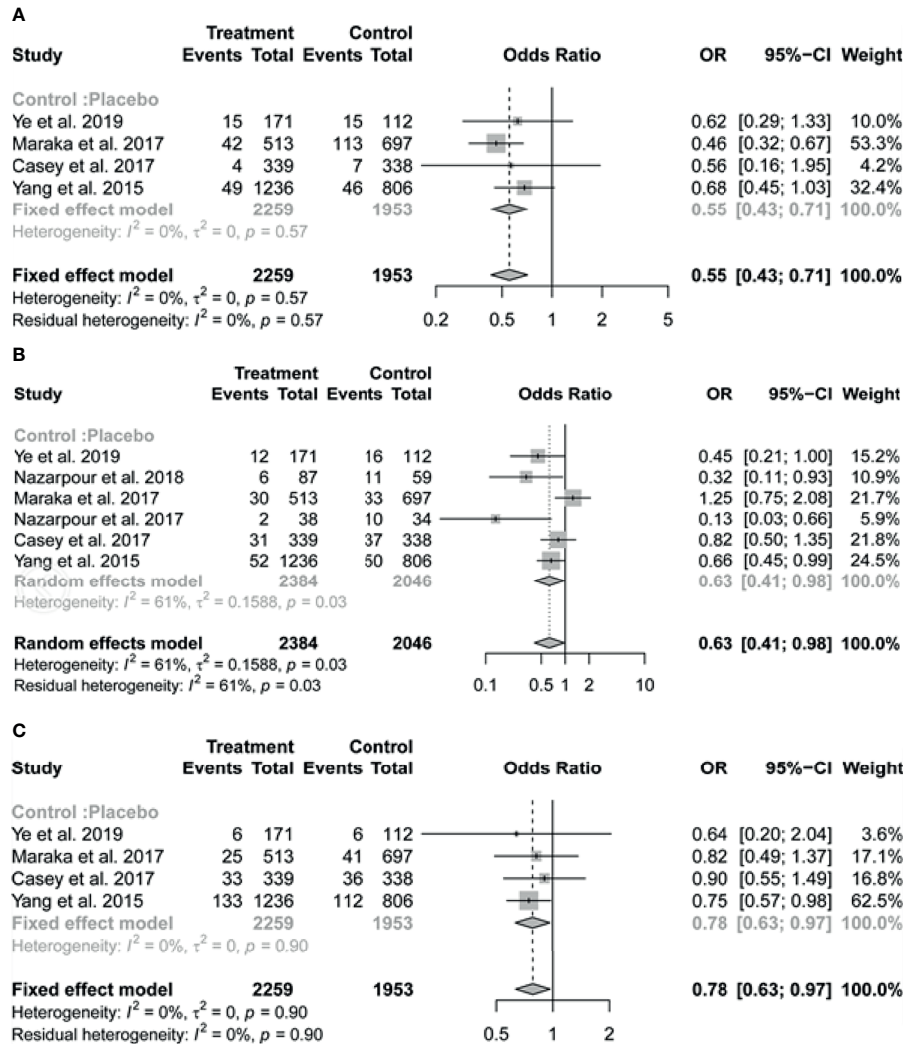 A
Treatment Control
Study Events Total Events Total Odds Ratio OR 95%−CI Weight
Control :Placebo
Ye et al. 2019 15 171 15 112 0.62 [0.29; 1.33] 10.0%
Maraka et al. 2017 42 513 113 697 0.46 [0.32; 0.67] 53.3%
Casey et al. 2017 4 339 7 338 0.56 [0.16; 1.95] 4.2%
Yang et al. 2015 49 1236 46 806 0.68 [0.45; 1.03] 32.4%
Fixed effect model 2259 1953 0.55 [0.43; 0.71] 100.0%
Heterogeneity: I² = 0%, τ² = 0, p = 0.57
Fixed effect model 2259 1953 0.55 [0.43; 0.71] 100.0%
Heterogeneity: I² = 0%, τ² = 0, p = 0.57
Residual heterogeneity: I² = 0%, p = 0.57
0.2 0.5 1 2 5
B
Treatment Control
Study Events Total Events Total Odds Ratio OR 95%−CI Weight
Control :Placebo
Ye et al. 2019 12 171 16 112 0.45 [0.21; 1.00] 15.2%
Nazarpour et al. 2018 6 87 11 59 0.32 [0.11; 0.93] 10.9%
Maraka et al. 2017 30 513 33 697 1.25 [0.75; 2.08] 21.7%
Nazarpour et al. 2017 2 38 10 34 0.13 [0.03; 0.66] 5.9%
Casey et al. 2017 31 339 37 338 0.82 [0.50; 1.35] 21.8%
Yang et al. 2015 52 1236 50 806 0.66 [0.45; 0.99] 24.5%
Random effects model 2384 2046 0.63 [0.41; 0.98] 100.0%
Heterogeneity: I² = 61%, τ² = 0.1588, p = 0.03
Random effects model 2384 2046 0.63 [0.41; 0.98] 100.0%
Heterogeneity: I² = 61%, τ² = 0.1588, p = 0.03
Residual heterogeneity: I² = 61%, p = 0.03
0.1 0.5 1 2 10
C
Treatment Control
Study Events Total Events Total Odds Ratio OR 95%−CI Weight
Control :Placebo
Ye et al. 2019 6 171 6 112 0.64 [0.20; 2.04] 3.6%
Maraka et al. 2017 25 513 41 697 0.82 [0.49; 1.37] 17.1%
Casey et al. 2017 33 339 36 338 0.90 [0.55; 1.49] 16.8%
Yang et al. 2015 133 1236 112 806 0.75 [0.57; 0.98] 62.5%
Fixed effect model 2259 1953 0.78 [0.63; 0.97] 100.0%
Heterogeneity: I² = 0%, τ² = 0, p = 0.90
Fixed effect model 2259 1953 0.78 [0.63; 0.97] 100.0%
Heterogeneity: I² = 0%, τ² = 0, p = 0.90
Residual heterogeneity: I² = 0%, p = 0.90
0.5 1 2